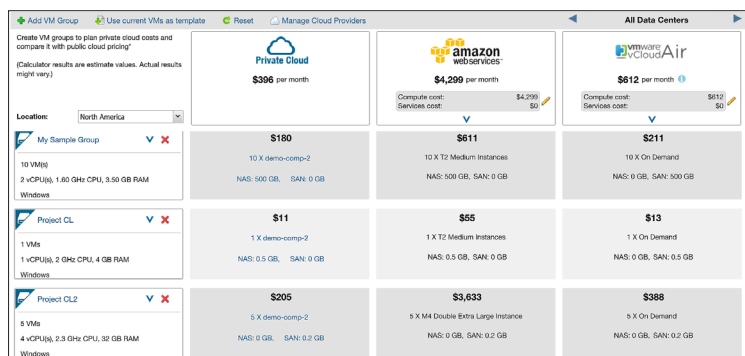 Add VM Group Use current VMs as template Reset Manage Cloud Providers All Data Centers
Create VM groups to plan private cloud costs and
compare it with public cloud pricing*
(Calculator results are estimate values. Actual results
might vary.)
Location: North America
Private Cloud
$396 per month
amazon
webservices™
$4,299 per month
Compute cost: $4,299
Services cost: $0
vmware
vCloud Air
$612 per month
Compute cost: $612
Services cost: $0
My Sample Group
10 VM(s)
2 vCPU(s), 1.60 GHz CPU, 3.50 GB RAM
Windows
$180
10 X demo-comp-2
NAS: 500 GB, SAN: 0 GB
$611
10 X T2 Medium Instances
NAS: 500 GB, SAN: 0 GB
$211
10 X On Demand
NAS: 0 GB, SAN: 500 GB
Project CL
1 VMs
1 vCPU(s), 2 GHz CPU, 4 GB RAM
Windows
$11
1 X demo-comp-2
NAS: 0.5 GB, SAN: 0 GB
$55
1 X T2 Medium Instances
NAS: 0.5 GB, SAN: 0 GB
$13
1 X On Demand
NAS: 0 GB, SAN: 0.5 GB
Project CL2
5 VMs
4 vCPU(s), 2.3 GHz CPU, 32 GB RAM
Windows
$205
5 X demo-comp-2
NAS: 0 GB, SAN: 0.2 GB
$3,633
5 X M4 Double Extra Large Instance
NAS: 0 GB, SAN: 0.2 GB
$388
5 X On Demand
NAS: 0 GB, SAN: 0.2 GB